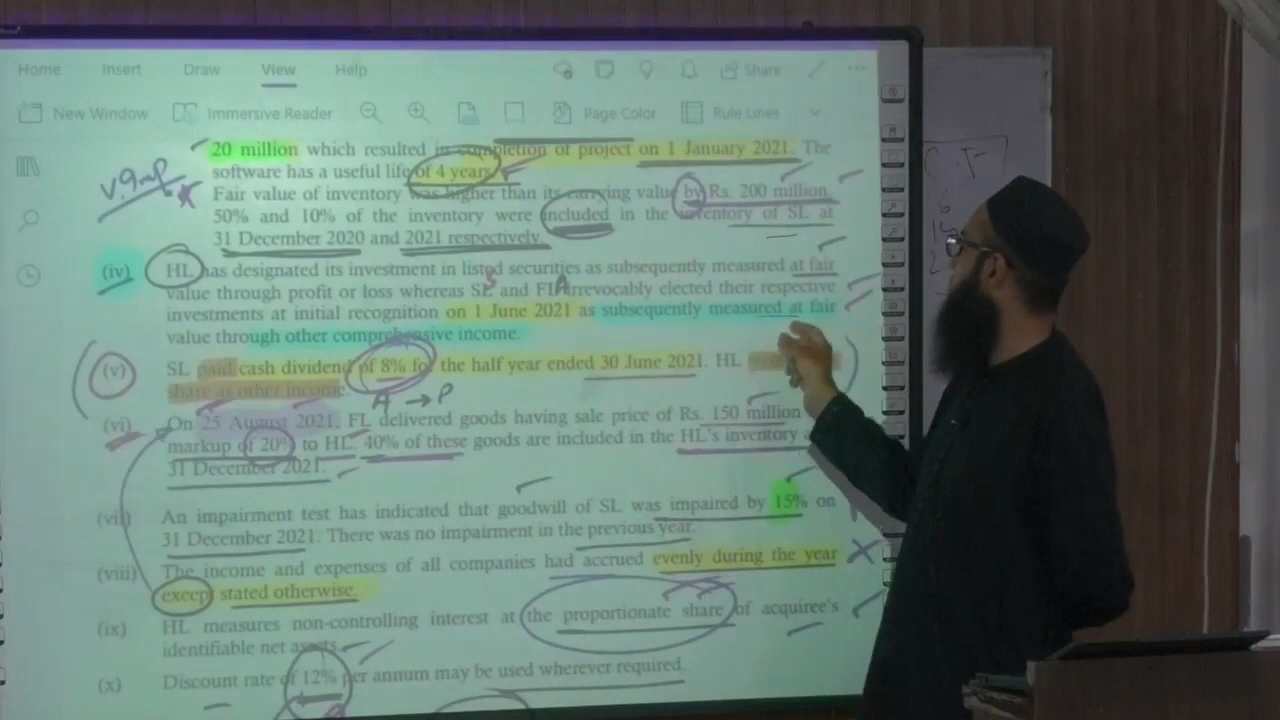 Home Insert Draw View Help Share
New Window Immersive Reader Page Color Rule Lines
20 million which resulted in completion of project on 1 January 2021. The
software has a useful life of 4 years.
v.9mp
Fair value of inventory was higher than its carrying value by Rs. 200 million.
50% and 10% of the inventory were included in the inventory of SL at
31 December 2020 and 2021 respectively.
(iv) HL has designated its investment in listed securities as subsequently measured at fair
value through profit or loss whereas SL and FL irrevocably elected their respective
investments at initial recognition on 1 June 2021 as subsequently measured at fair
value through other comprehensive income.
(v) SL paid cash dividend of 8% for the half year ended 30 June 2021. HL
share as other income.
A → P
(vi) On 25 August 2021, FL delivered goods having sale price of Rs. 150 million
markup of 20% to HL. 40% of these goods are included in the HL's inventory
31 December 2021.
(vii) An impairment test has indicated that goodwill of SL was impaired by 15% on
31 December 2021. There was no impairment in the previous year.
(viii) The income and expenses of all companies had accrued evenly during the year
except stated otherwise.
(ix) HL measures non-controlling interest at the proportionate share of acquiree's
identifiable net assets.
(x) Discount rate of 12% per annum may be used wherever required.